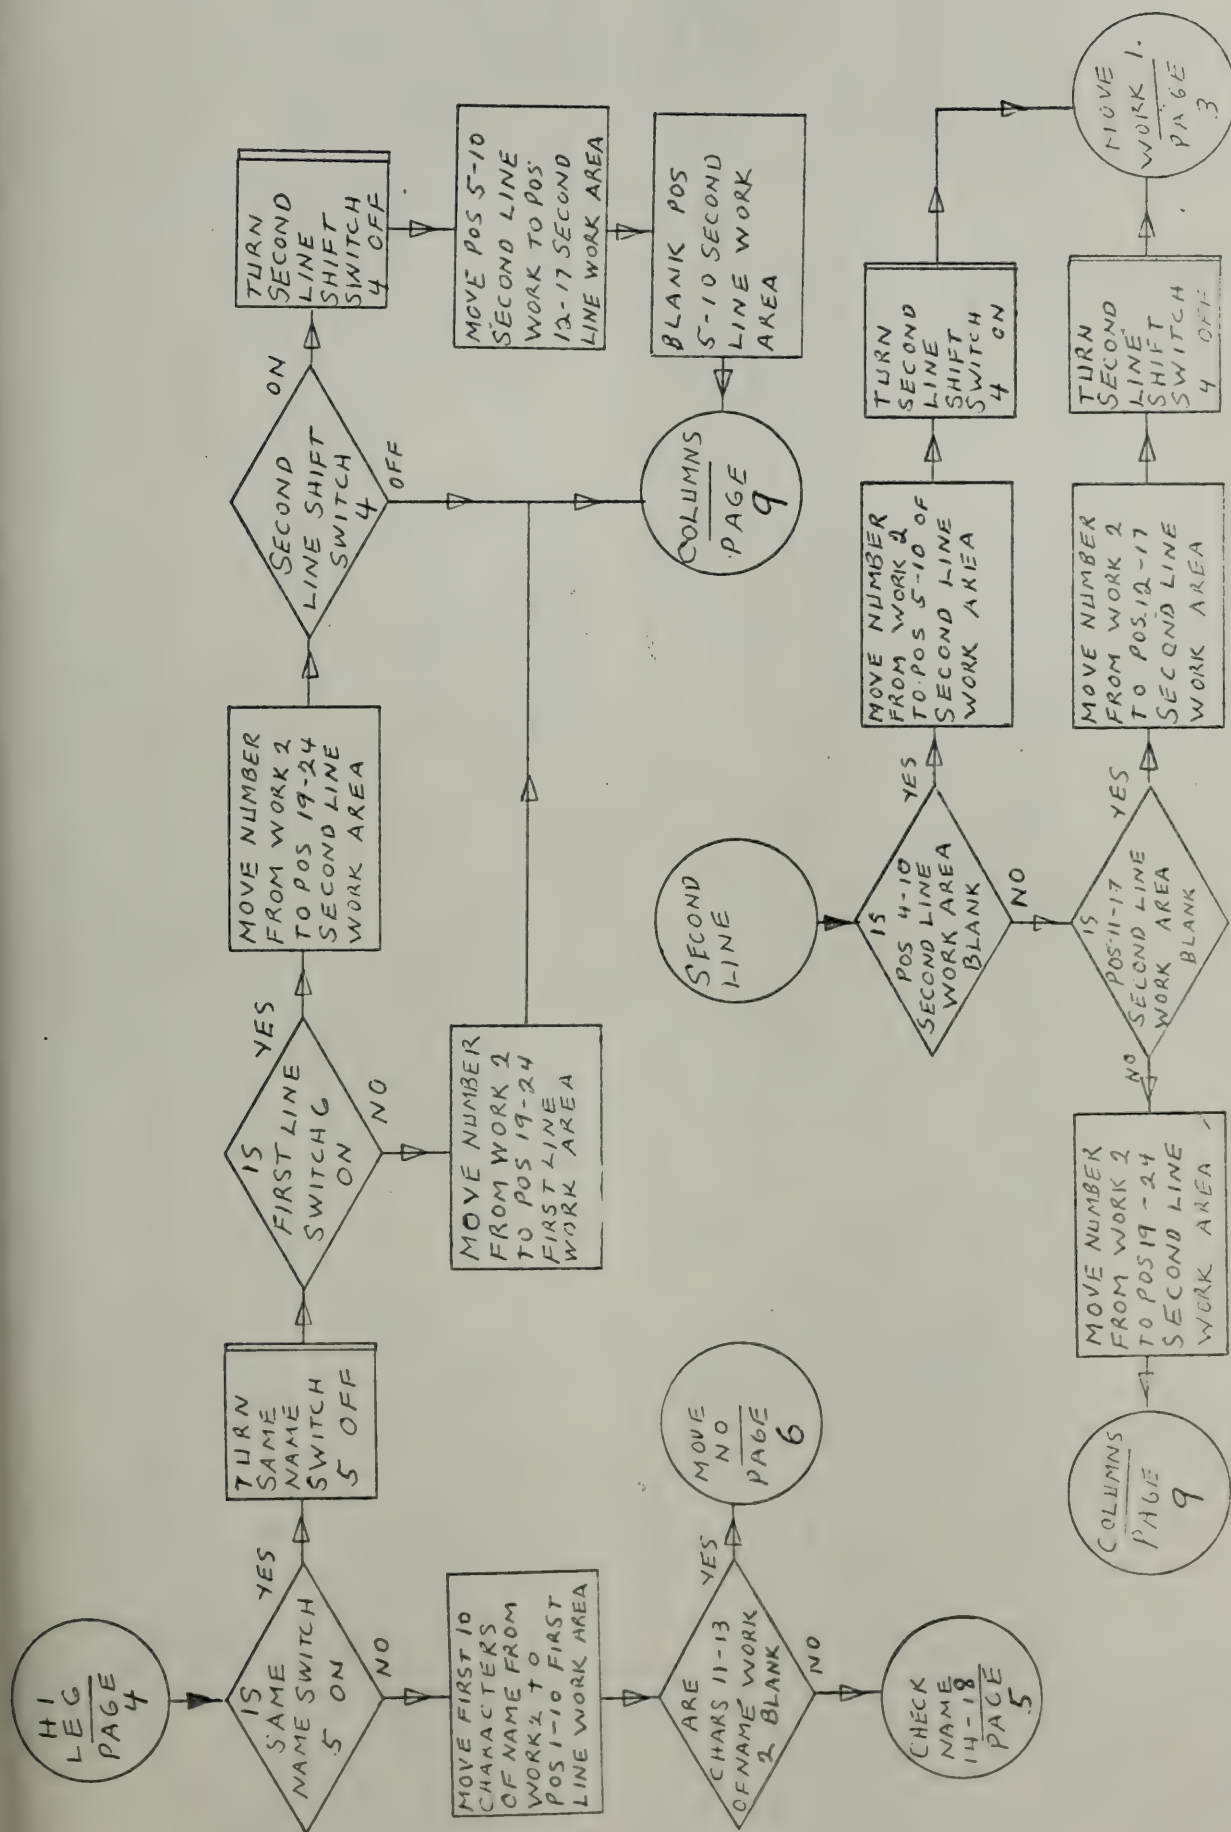 HI
LEG
PAGE
4
IS
SAME
NAME SWITCH
5 ON
YES
NO
TURN
SAME
NAME
SWITCH
5 OFF
IS
FIRST LINE
SWITCH 6
ON
YES
NO
MOVE NUMBER
FROM WORK 2
TO POS 19-24
SECOND LINE
WORK AREA
SECOND
LINE SHIFT
SWITCH
4
ON
OFF
TURN
SECOND
LINE
SHIFT
SWITCH
4 OFF
MOVE POS 5-10
SECOND LINE
WORK TO POS
12-17 SECOND
LINE WORK AREA
BLANK POS
5-10 SECOND
LINE WORK
AREA
COLUMNS
PAGE
9
MOVE NUMBER
FROM WORK 2
TO POS 19-24
FIRST LINE
WORK AREA
MOVE FIRST 10
CHARACTERS
OF NAME FROM
WORK 2 TO
POS 1-10 FIRST
LINE WORK AREA
ARE
CHARS 11-13
OF NAME WORK
2 BLANK
YES
NO
MOVE
NO
PAGE
6
CHECK
NAME
14-18
PAGE
5
SECOND
LINE
IS
POS 4-10
SECOND LINE
WORK AREA
BLANK
YES
NO
MOVE NUMBER
FROM WORK 2
TO POS 5-10 OF
SECOND LINE
WORK AREA
TURN
SECOND
LINE
SHIFT
SWITCH
4 ON
MOVE
WORK 1.
PAGE
3
IS
POS 11-17
SECOND LINE
WORK AREA
BLANK
YES
NO
MOVE NUMBER
FROM WORK 2
TO POS 12-17
SECOND LINE
WORK AREA
TURN
SECOND
LINE
SHIFT
SWITCH
4 OFF
MOVE NUMBER
FROM WORK 2
TO POS 19-24
SECOND LINE
WORK AREA
COLUMNS
PAGE
9